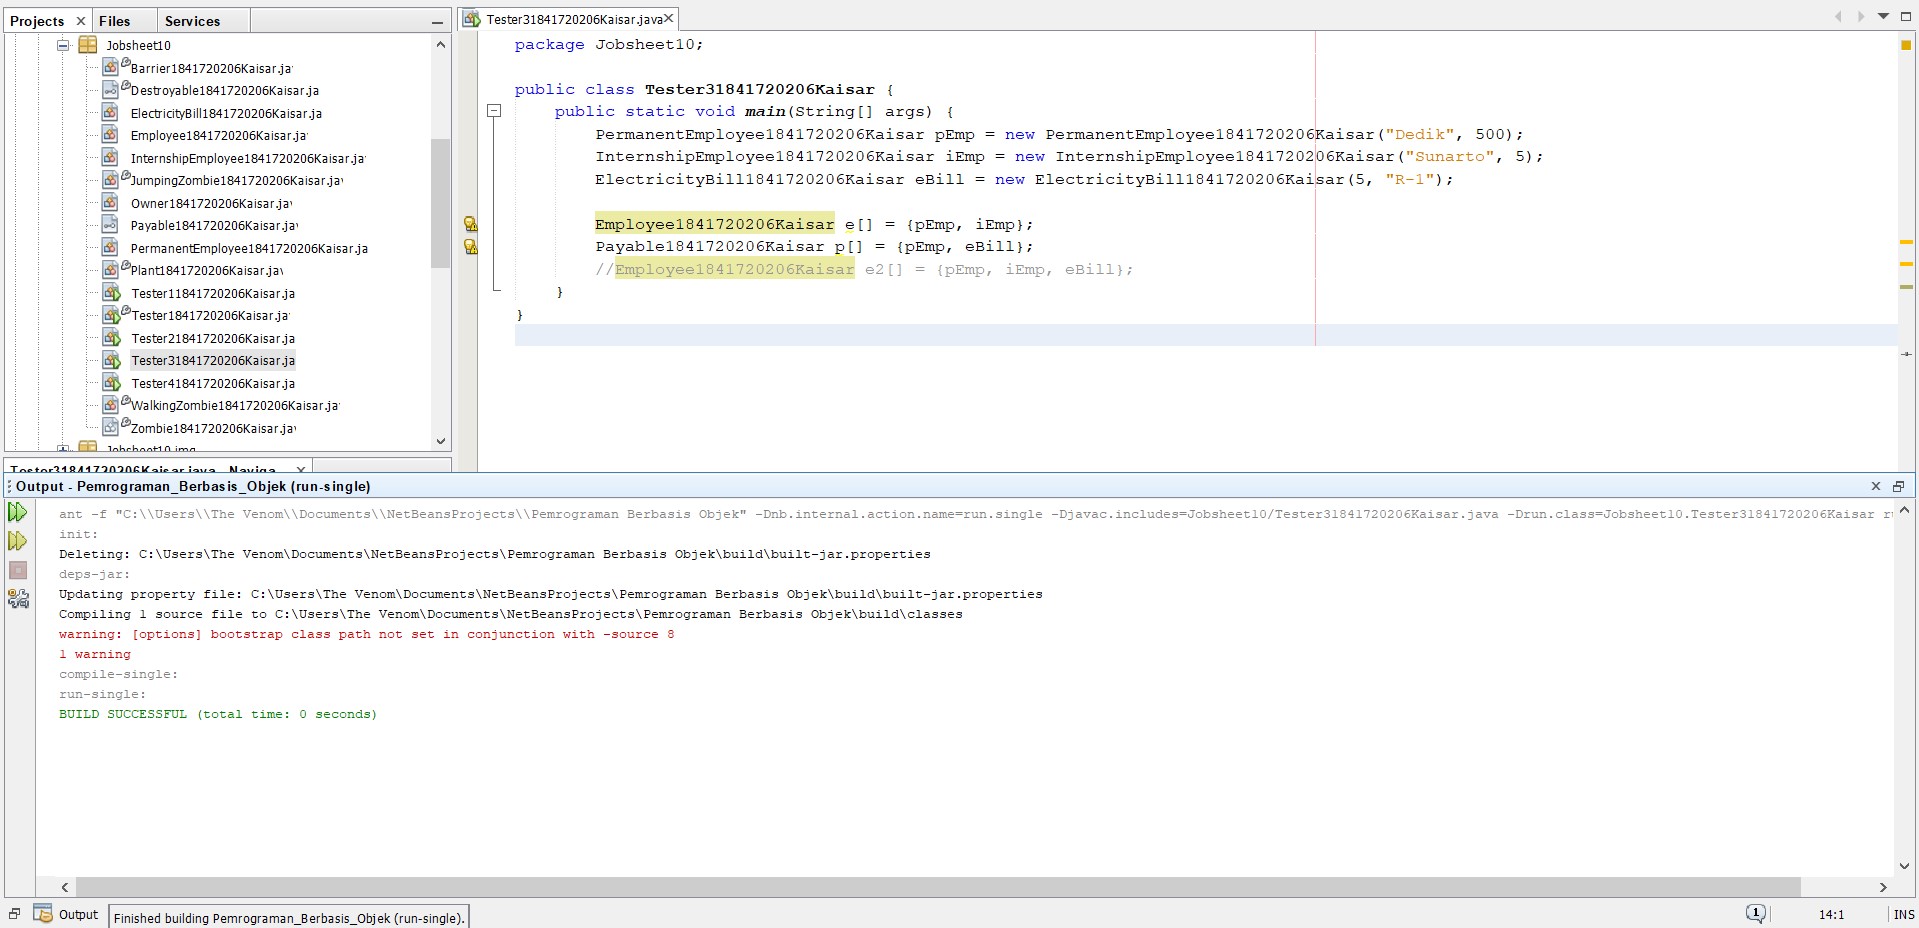 Projects
Files
Services
Jobsheet10
Barrier1841720206Kaisar.ja
Destroyable1841720206Kaisar.ja
ElectricityBill1841720206Kaisar.ja
Employee1841720206Kaisar.ja
InternshipEmployee1841720206Kaisar.ja
JumpingZombie1841720206Kaisar.ja
Owner1841720206Kaisar.ja
Payable1841720206Kaisar.ja
PermanentEmployee1841720206Kaisar.ja
Plant1841720206Kaisar.ja
Tester11841720206Kaisar.ja
Tester1841720206Kaisar.ja
Tester21841720206Kaisar.ja
Tester31841720206Kaisar.ja
Tester41841720206Kaisar.ja
WalkingZombie1841720206Kaisar.ja
Zombie1841720206Kaisar.ja
Jobsheet10.img
Tester31841720206Kaisar.java - Naviga...
Tester31841720206Kaisar.java
package Jobsheet10;
public class Tester31841720206Kaisar {
public static void main(String[] args) {
PermanentEmployee1841720206Kaisar pEmp = new PermanentEmployee1841720206Kaisar("Dedik", 500);
InternshipEmployee1841720206Kaisar iEmp = new InternshipEmployee1841720206Kaisar("Sunarto", 5);
ElectricityBill1841720206Kaisar eBill = new ElectricityBill1841720206Kaisar(5, "R-1");
Employee1841720206Kaisar e[] = {pEmp, iEmp};
Payable1841720206Kaisar p[] = {pEmp, eBill};
//Employee1841720206Kaisar e2[] = {pEmp, iEmp, eBill};
}
}
Output - Pemrograman_Berbasis_Objek (run-single)
ant -f "C:\\Users\\The Venom\\Documents\\NetBeansProjects\\Pemrograman Berbasis Objek" -Dnb.internal.action.name=run.single -Djavac.includes=Jobsheet10/Tester31841720206Kaisar.java -Drun.class=Jobsheet10.Tester31841720206Kaisar
init:
Deleting: C:\Users\The Venom\Documents\NetBeansProjects\Pemrograman Berbasis Objek\build\built-jar.properties
deps-jar:
Updating property file: C:\Users\The Venom\Documents\NetBeansProjects\Pemrograman Berbasis Objek\build\built-jar.properties
Compiling 1 source file to C:\Users\The Venom\Documents\NetBeansProjects\Pemrograman Berbasis Objek\build\classes
warning: [options] bootstrap class path not set in conjunction with -source 8
1 warning
compile-single:
run-single:
BUILD SUCCESSFUL (total time: 0 seconds)
Output
Finished building Pemrograman_Berbasis_Objek (run-single).
1
14:1
INS